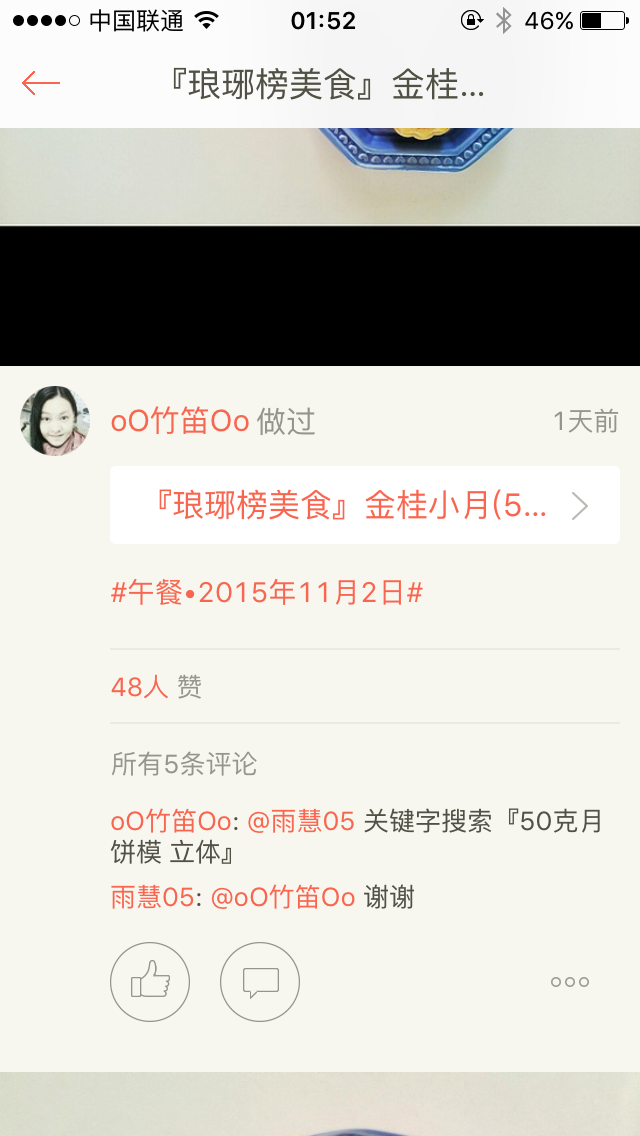 中国联通 01:52 46%
『琅琊榜美食』金桂...
oO竹笛Oo 做过 1天前
『琅琊榜美食』金桂小月(5...
#午餐•2015年11月2日#
48人 赞
所有5条评论
oO竹笛Oo: @雨慧05 关键字搜索『50克月
饼模 立体』
雨慧05: @oO竹笛Oo 谢谢